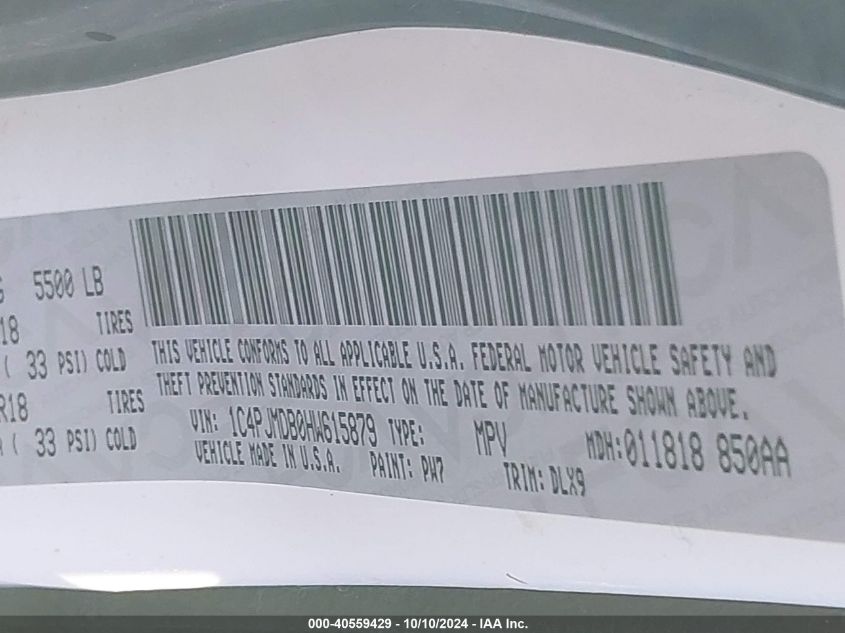 5500 LB
18 TIRES
( 33 PSI) COLD
R18 TIRES
( 33 PSI) COLD
THIS VEHICLE CONFORMS TO ALL APPLICABLE U.S.A. FEDERAL MOTOR VEHICLE SAFETY AND
THEFT PREVENTION STANDARDS IN EFFECT ON THE DATE OF MANUFACTURE SHOWN ABOVE.
VIN: 1C4PJMDB0HW615879 TYPE: MPV MDH: 011818 850AA
VEHICLE MADE IN U.S.A. PAINT: PW7 TRIM: DLX9
000-40559429 - 10/10/2024 - IAA Inc.